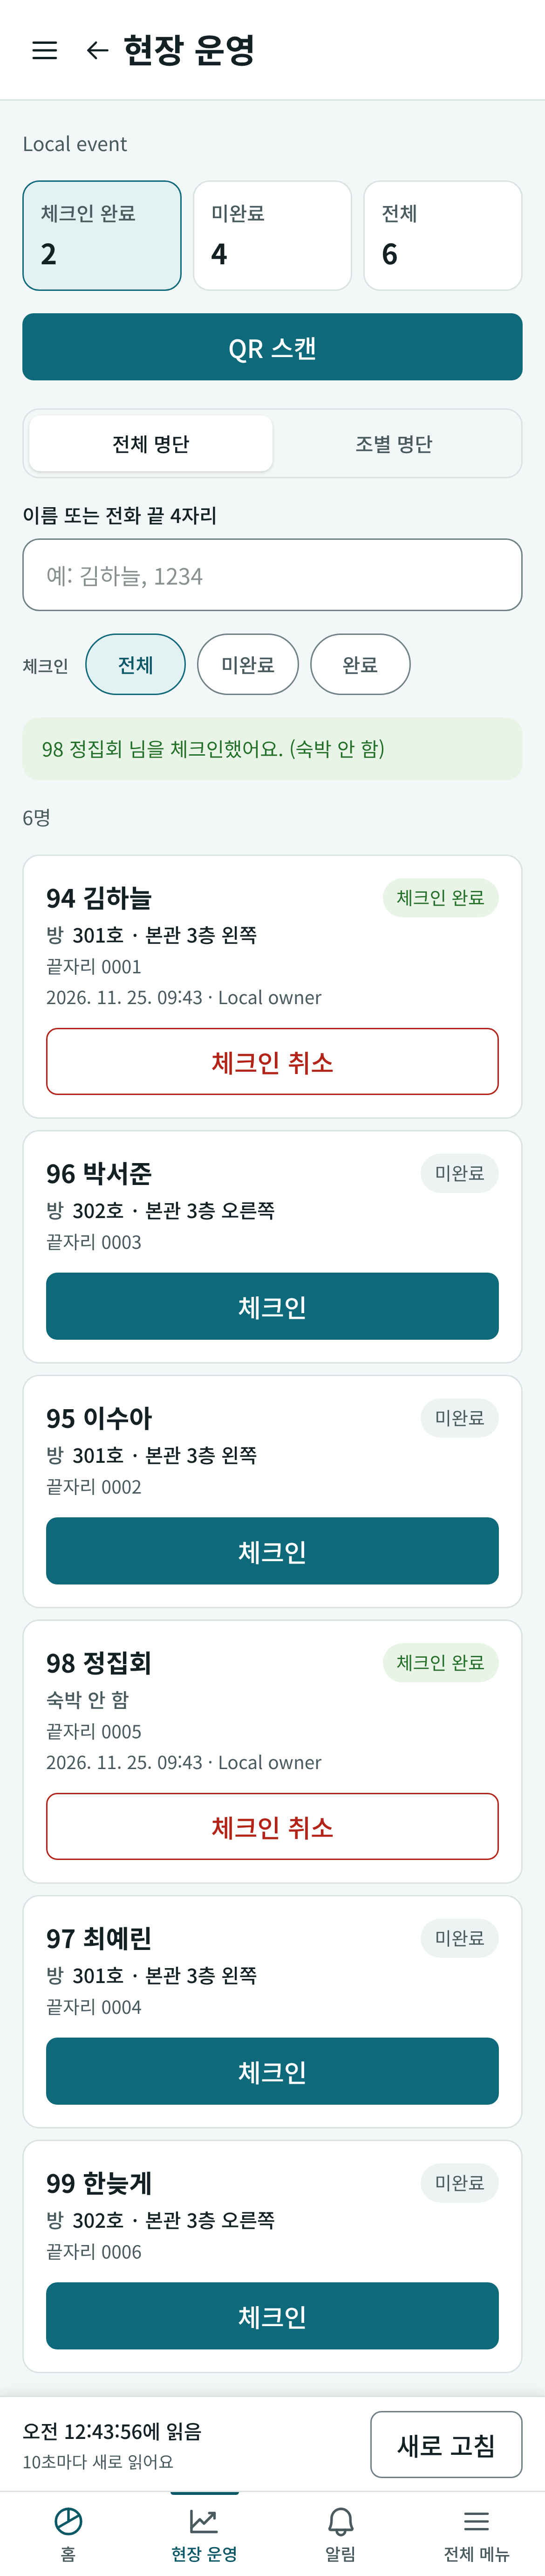 현장 운영
Local event
체크인 완료
2
미완료
4
전체
6
QR 스캔
전체 명단
조별 명단
이름 또는 전화 끝 4자리
예: 김하늘, 1234
체크인
전체
미완료
완료
98 정집회 님을 체크인했어요. (숙박 안 함)
6명
94 김하늘
체크인 완료
방 301호 · 본관 3층 왼쪽
끝자리 0001
2026. 11. 25. 09:43 · Local owner
체크인 취소
96 박서준
미완료
방 302호 · 본관 3층 오른쪽
끝자리 0003
체크인
95 이수아
미완료
방 301호 · 본관 3층 왼쪽
끝자리 0002
체크인
98 정집회
체크인 완료
숙박 안 함
끝자리 0005
2026. 11. 25. 09:43 · Local owner
체크인 취소
97 최예린
미완료
방 301호 · 본관 3층 왼쪽
끝자리 0004
체크인
99 한늦게
미완료
방 302호 · 본관 3층 오른쪽
끝자리 0006
체크인
오전 12:43:56에 읽음
10초마다 새로 읽어요
새로 고침
홈
현장 운영
알림
전체 메뉴